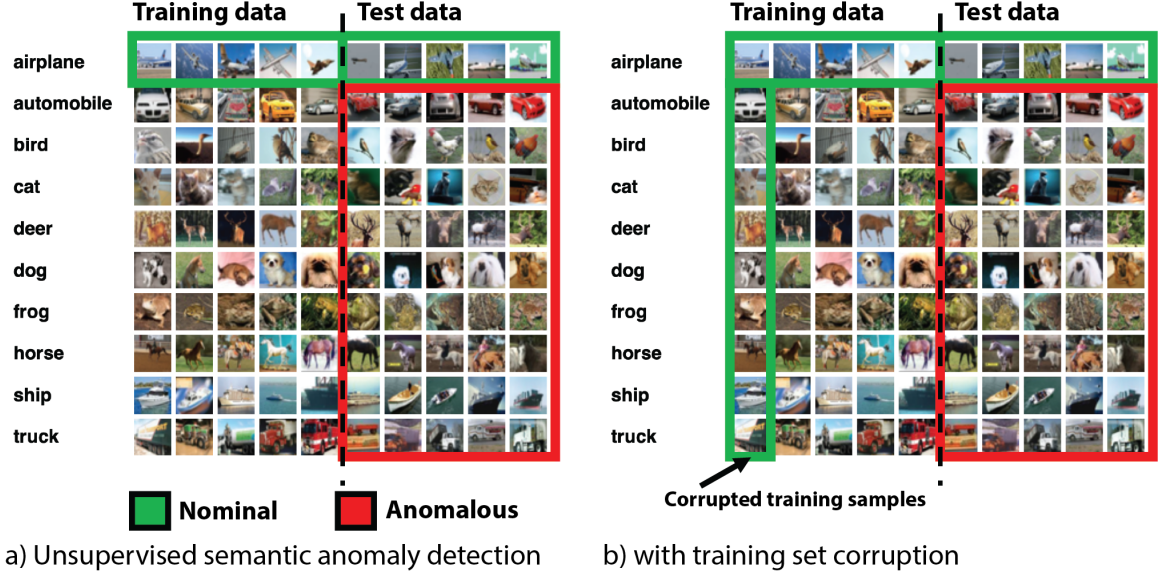 Training data Test data
airplane
automobile
bird
cat
deer
dog
frog
horse
ship
truck
Nominal Anomalous
a) Unsupervised semantic anomaly detection
Training data Test data
airplane
automobile
bird
cat
deer
dog
frog
horse
ship
truck
Corrupted training samples
b) with training set corruption